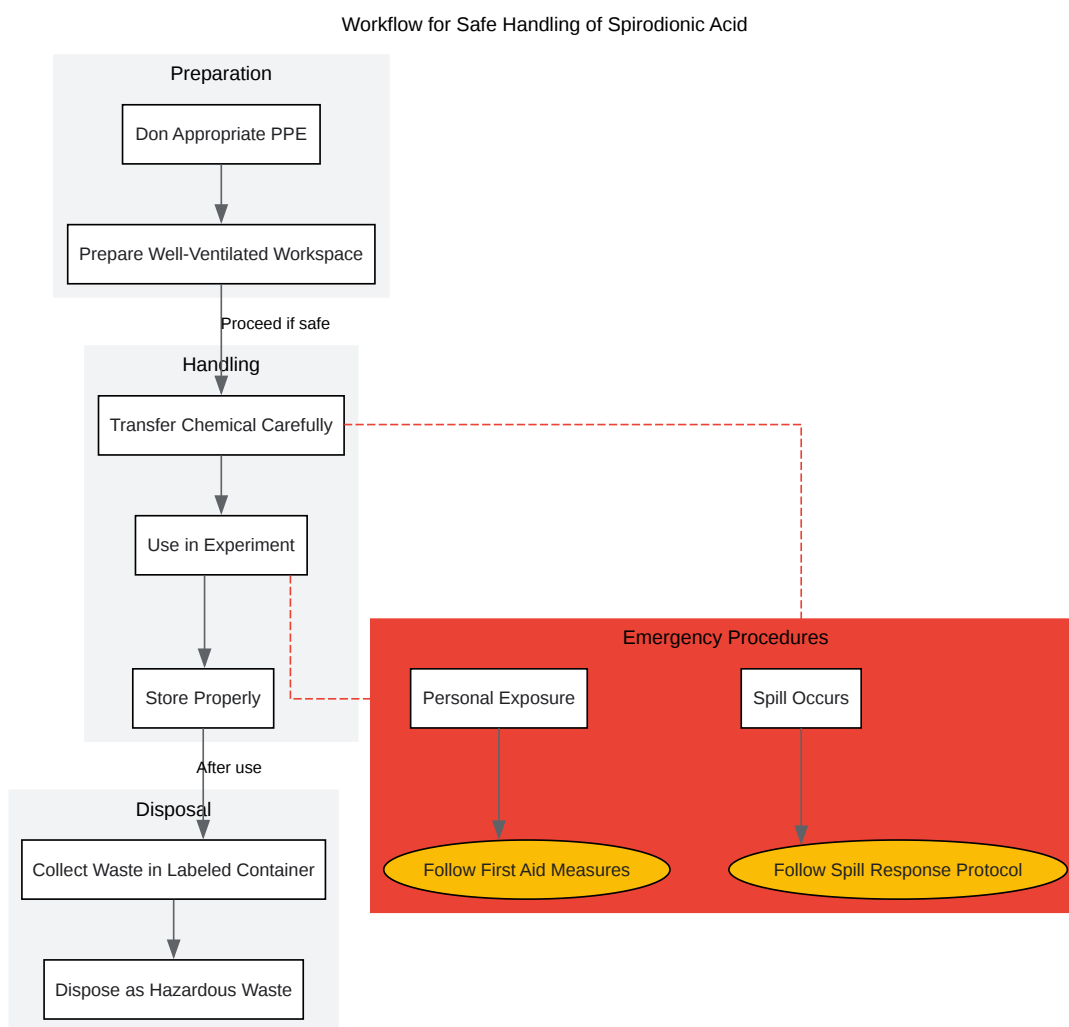 Workflow for Safe Handling of Spirodionic Acid
Preparation
Don Appropriate PPE
Prepare Well-Ventilated Workspace
Proceed if safe
Handling
Transfer Chemical Carefully
Use in Experiment
Store Properly
After use
Disposal
Collect Waste in Labeled Container
Dispose as Hazardous Waste
Emergency Procedures
Personal Exposure
Spill Occurs
Follow First Aid Measures
Follow Spill Response Protocol